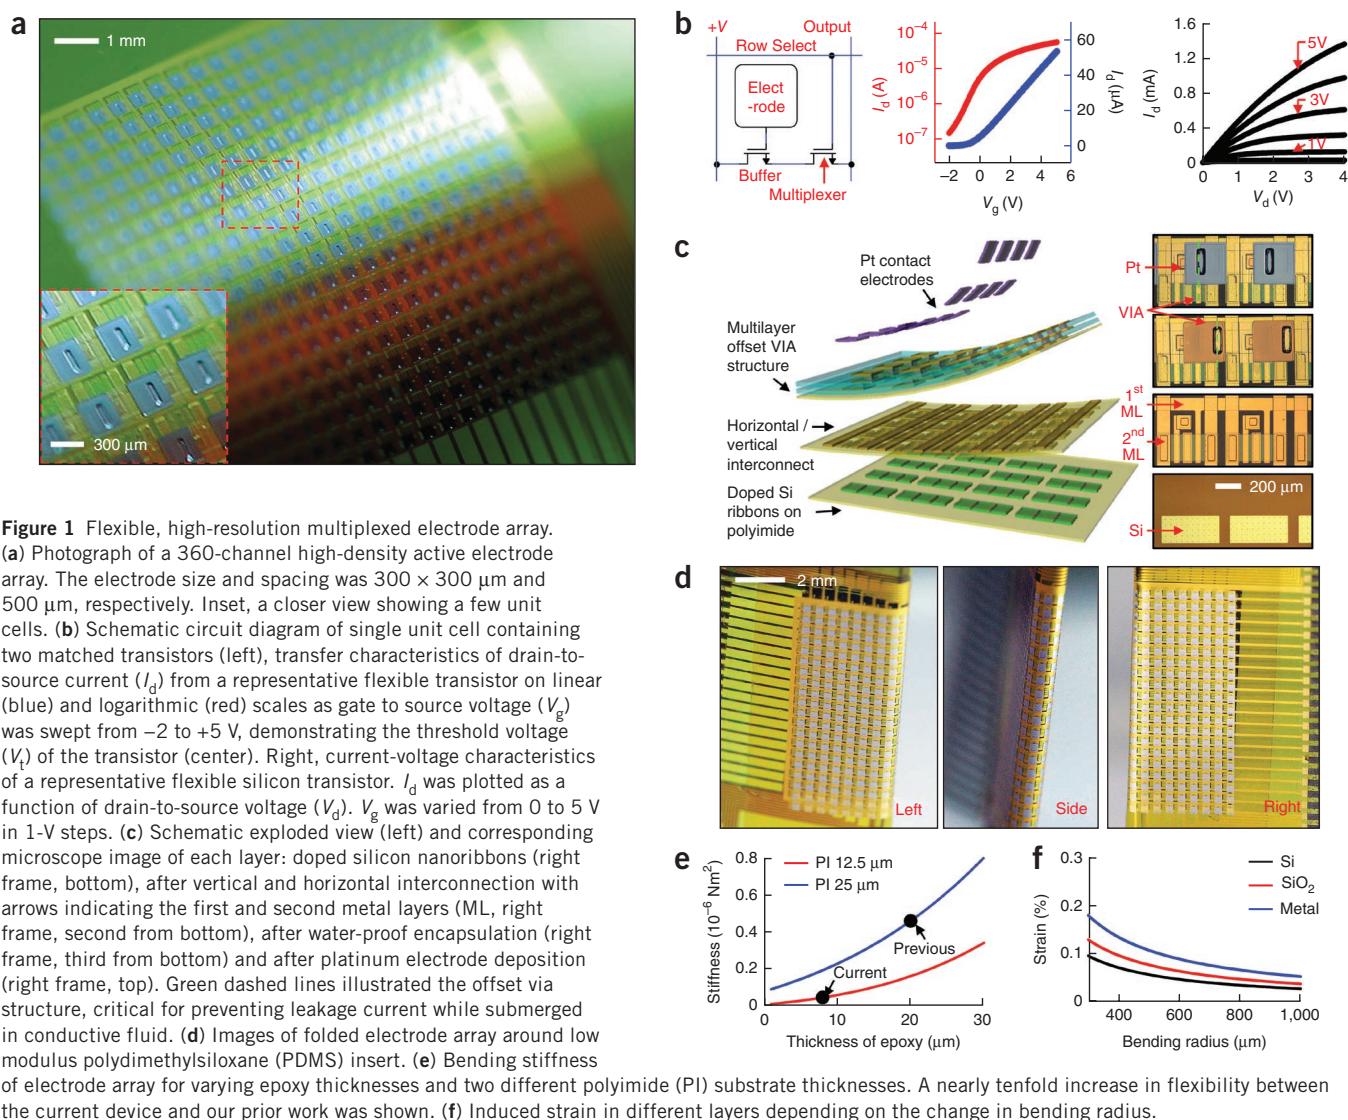 a
1 mm
300 μm
b
+V
Output
Row Select
Elect
-rode
Buffer
Multiplexer
10⁻⁴
10⁻⁵
10⁻⁶
10⁻⁷
I_d (A)
60
40
20
0
I_d (μA)
−2 0 2 4 6
V_g (V)
1.6
1.2
0.8
0.4
0
I_d (mA)
5V
3V
1V
0 1 2 3 4
V_d (V)
c
Pt contact
electrodes
Multilayer
offset VIA
structure
Horizontal /
vertical
interconnect
Doped Si
ribbons on
polyimide
Pt
VIA
1st
ML
2nd
ML
200 μm
Si
d
2 mm
Left
Side
Right
e
0.8
0.6
0.4
0.2
0
Stiffness (10⁻⁶ Nm²)
PI 12.5 μm
PI 25 μm
Previous
Current
0 10 20 30
Thickness of epoxy (μm)
f
0.3
0.2
0.1
0
Strain (%)
Si
SiO₂
Metal
400 600 800 1,000
Bending radius (μm)
Figure 1 Flexible, high-resolution multiplexed electrode array.
(a) Photograph of a 360-channel high-density active electrode
array. The electrode size and spacing was 300 × 300 μm and
500 μm, respectively. Inset, a closer view showing a few unit
cells. (b) Schematic circuit diagram of single unit cell containing
two matched transistors (left), transfer characteristics of drain-to-
source current (I_d) from a representative flexible transistor on linear
(blue) and logarithmic (red) scales as gate to source voltage (V_g)
was swept from −2 to +5 V, demonstrating the threshold voltage
(V_t) of the transistor (center). Right, current-voltage characteristics
of a representative flexible silicon transistor. I_d was plotted as a
function of drain-to-source voltage (V_d). V_g was varied from 0 to 5 V
in 1-V steps. (c) Schematic exploded view (left) and corresponding
microscope image of each layer: doped silicon nanoribbons (right
frame, bottom), after vertical and horizontal interconnection with
arrows indicating the first and second metal layers (ML, right
frame, second from bottom), after water-proof encapsulation (right
frame, third from bottom) and after platinum electrode deposition
(right frame, top). Green dashed lines illustrated the offset via
structure, critical for preventing leakage current while submerged
in conductive fluid. (d) Images of folded electrode array around low
modulus polydimethylsiloxane (PDMS) insert. (e) Bending stiffness
of electrode array for varying epoxy thicknesses and two different polyimide (PI) substrate thicknesses. A nearly tenfold increase in flexibility between
the current device and our prior work was shown. (f) Induced strain in different layers depending on the change in bending radius.